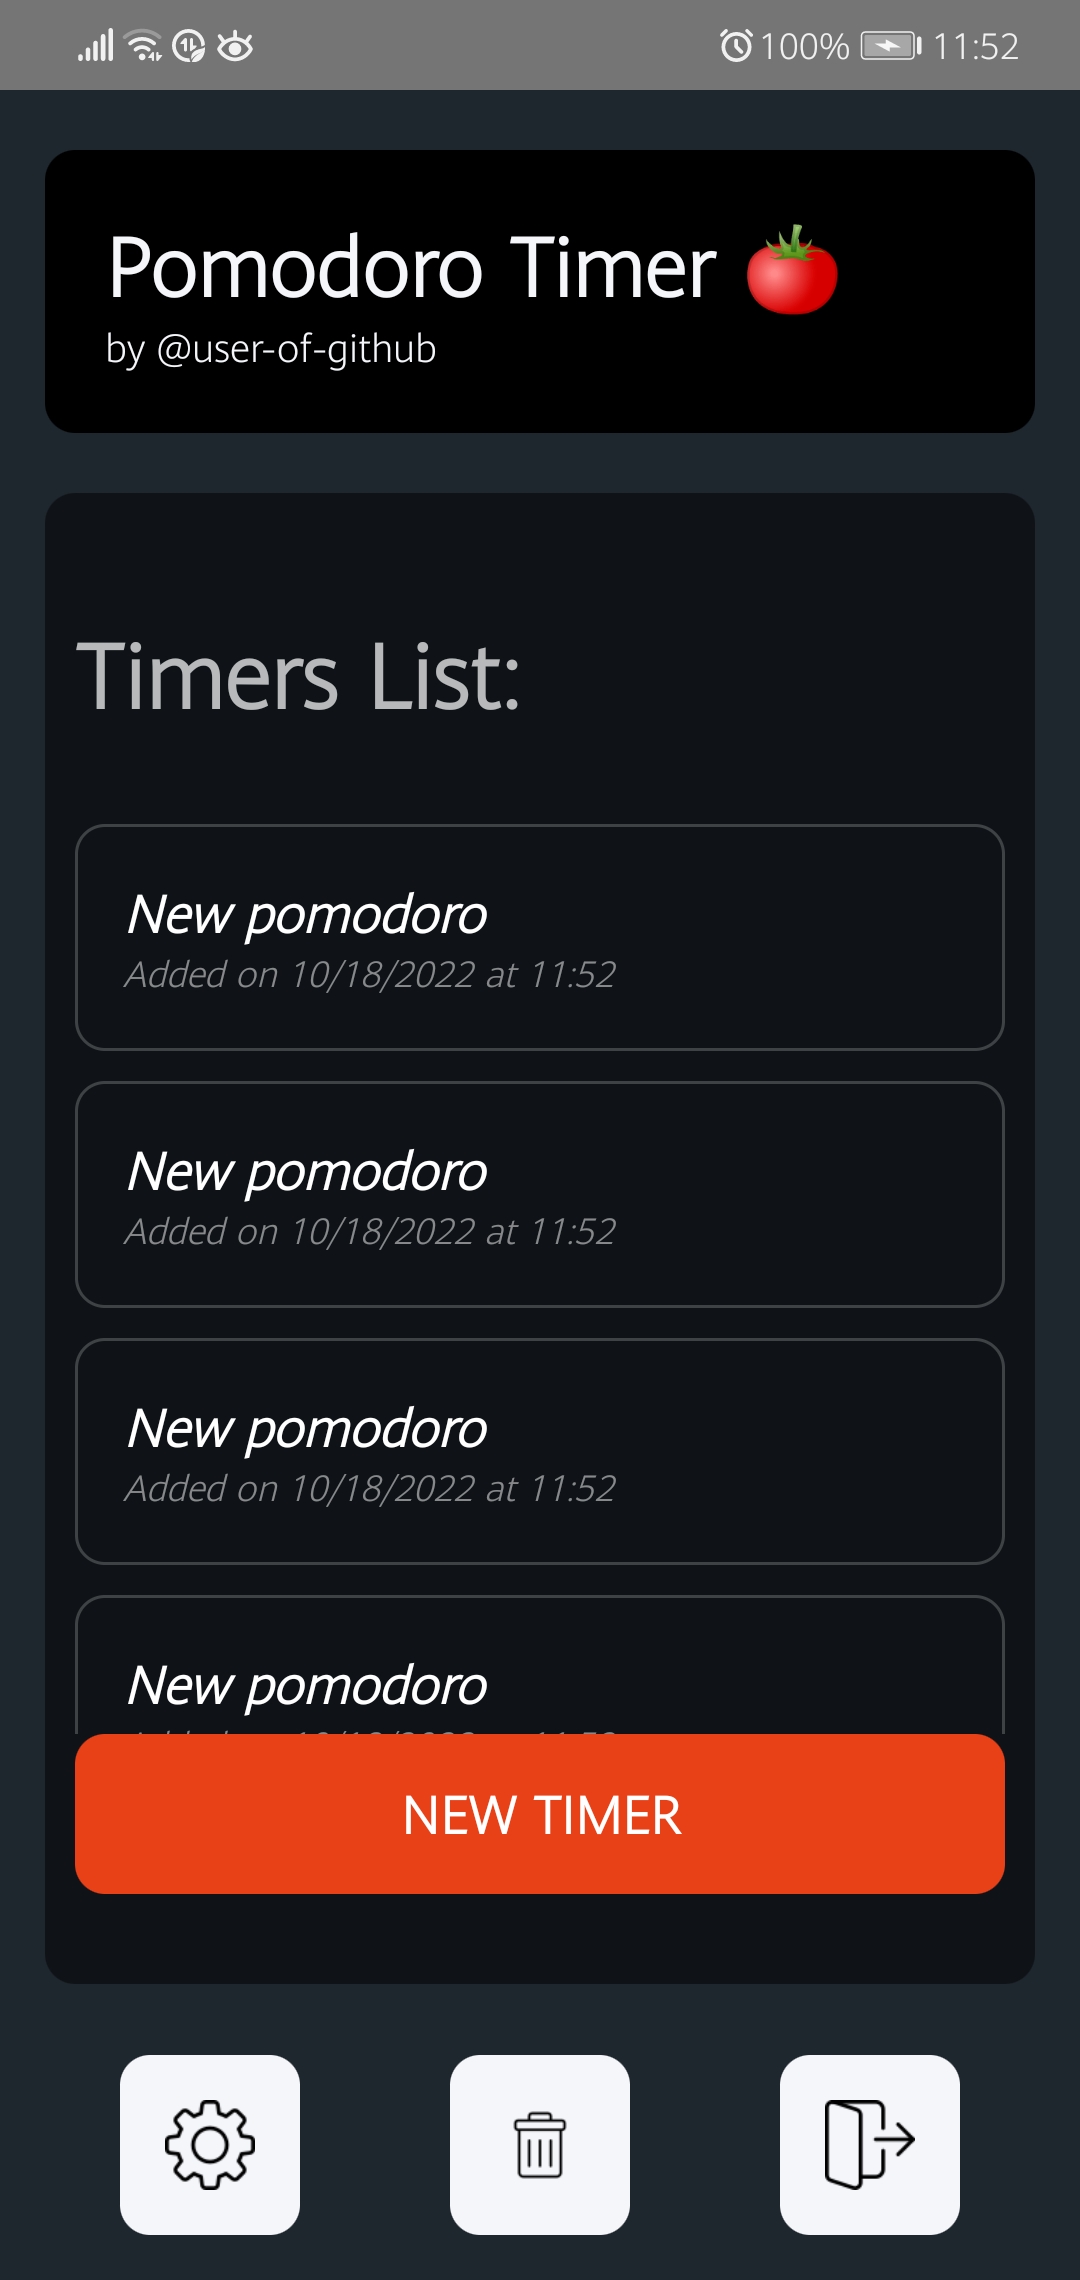 100% 11:52
Pomodoro Timer
by @user-of-github
Timers List:
New pomodoro
Added on 10/18/2022 at 11:52
New pomodoro
Added on 10/18/2022 at 11:52
New pomodoro
Added on 10/18/2022 at 11:52
New pomodoro
NEW TIMER